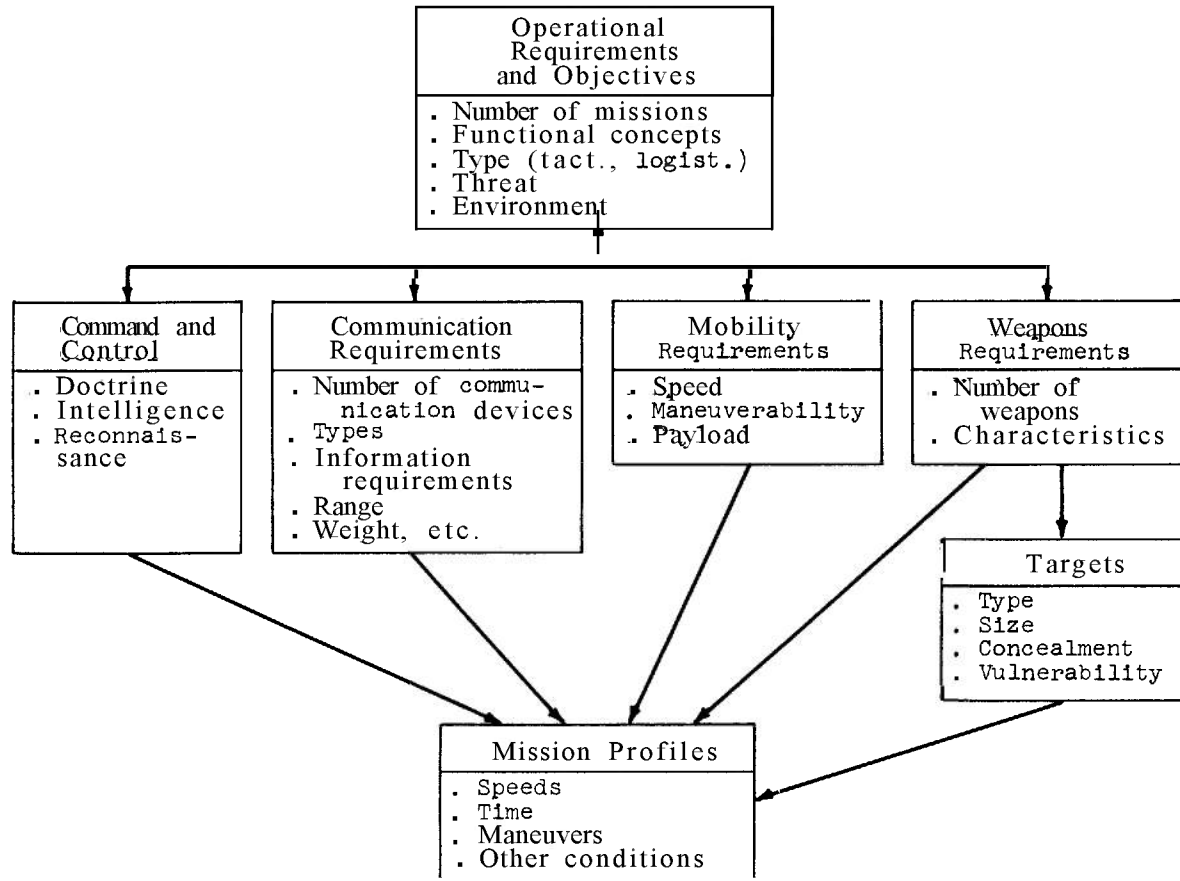 Operational
Requirements
and Objectives
. Number of missions
. Functional concepts
. Type (tact., logist.)
. Threat
. Environment
Command and
Control
. Doctrine
. Intelligence
. Reconnais-
sance
Communication
Requirements
. Number of commu-
nication devices
. Types
. Information
requirements
. Range
. Weight, etc.
Mobility
Requirements
. Speed
. Maneuverability
. Payload
Weapons
Requirements
. Number of
weapons
. Characteristics
Targets
. Type
. Size
. Concealment
. Vulnerability
Mission Profiles
. Speeds
. Time
. Maneuvers
. Other conditions